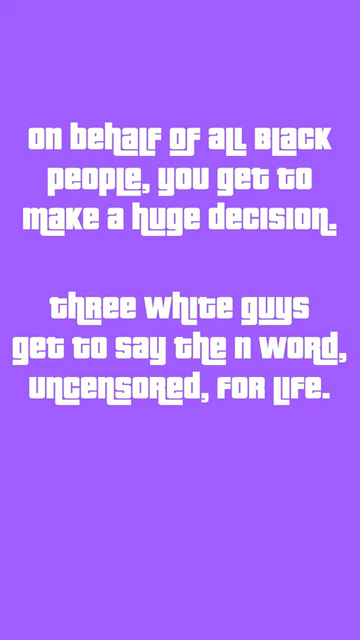 on behalf of all black
people, you get to
make a huge decision.
three white guys
get to say the n word,
uncensored, for life.